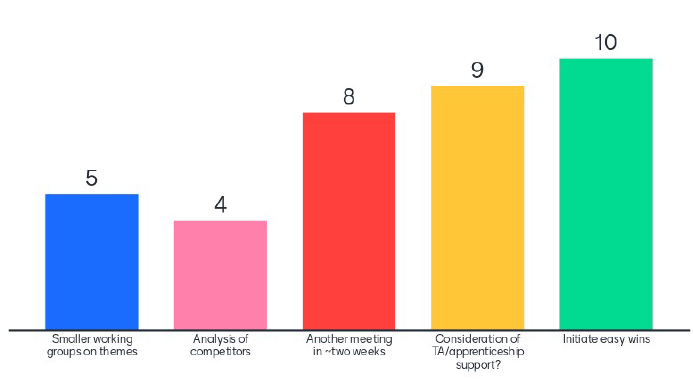 5
4
8
9
10
Smaller working
groups on themes
Analysis of
competitors
Another meeting
in ~two weeks
Consideration of
TA/apprenticeship
support?
Initiate easy wins